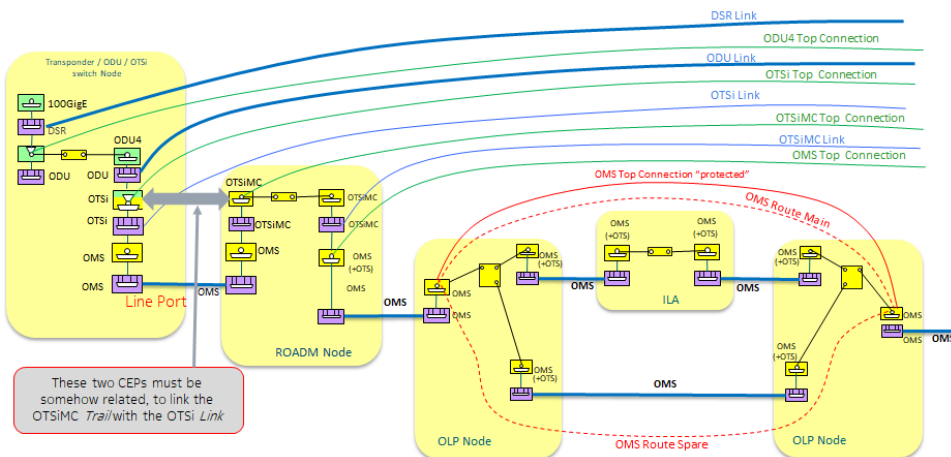 DSR Link
ODU4 Top Connection
ODU Link
OTSi Top Connection
OTSi Link
OTSiMC Top Connection
OTSiMC Link
OMS Top Connection
OMS Top Connection "protected"
OMS Route Main
Transponder / ODU / OTSi
switch Node
100GigE
DSR
ODU4
ODU
ODU
OTSi
OTSi
OMS
OMS
Line Port
OTSiMC
OTSiMC
OTSiMC
OTSiMC
OMS
OMS
(+OTS)
OMS
OMS
ROADM Node
OMS
OMS
OMS
OMS
(+OTS)
OMS
(+OTS)
OLP Node
OMS
OMS
(+OTS)
OMS
(+OTS)
ILA
OMS
OMS
OMS
(+OTS)
OMS
(+OTS)
OMS
OMS
OMS
OLP Node
OMS Route Spare
These two CEPs must be
somehow related, to link the
OTSiMC Trail with the OTSi Link